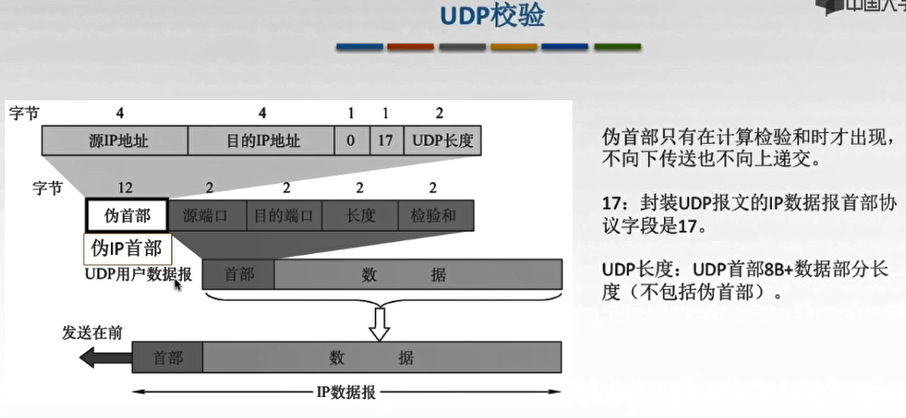 中国大学
UDP校验
字节 4 4 1 1 2
源IP地址 目的IP地址 0 17 UDP长度
字节 12 2 2 2 2
伪首部 源端口 目的端口 长度 检验和
伪IP首部
UDP用户数据报 首部 数 据
发送在前
首部 数 据
IP数据报
伪首部只有在计算检验和时才出现，
不向下传送也不向上递交。
17：封装UDP报文的IP数据报首部协
议字段是17。
UDP长度：UDP首部8B+数据部分长
度（不包括伪首部）。